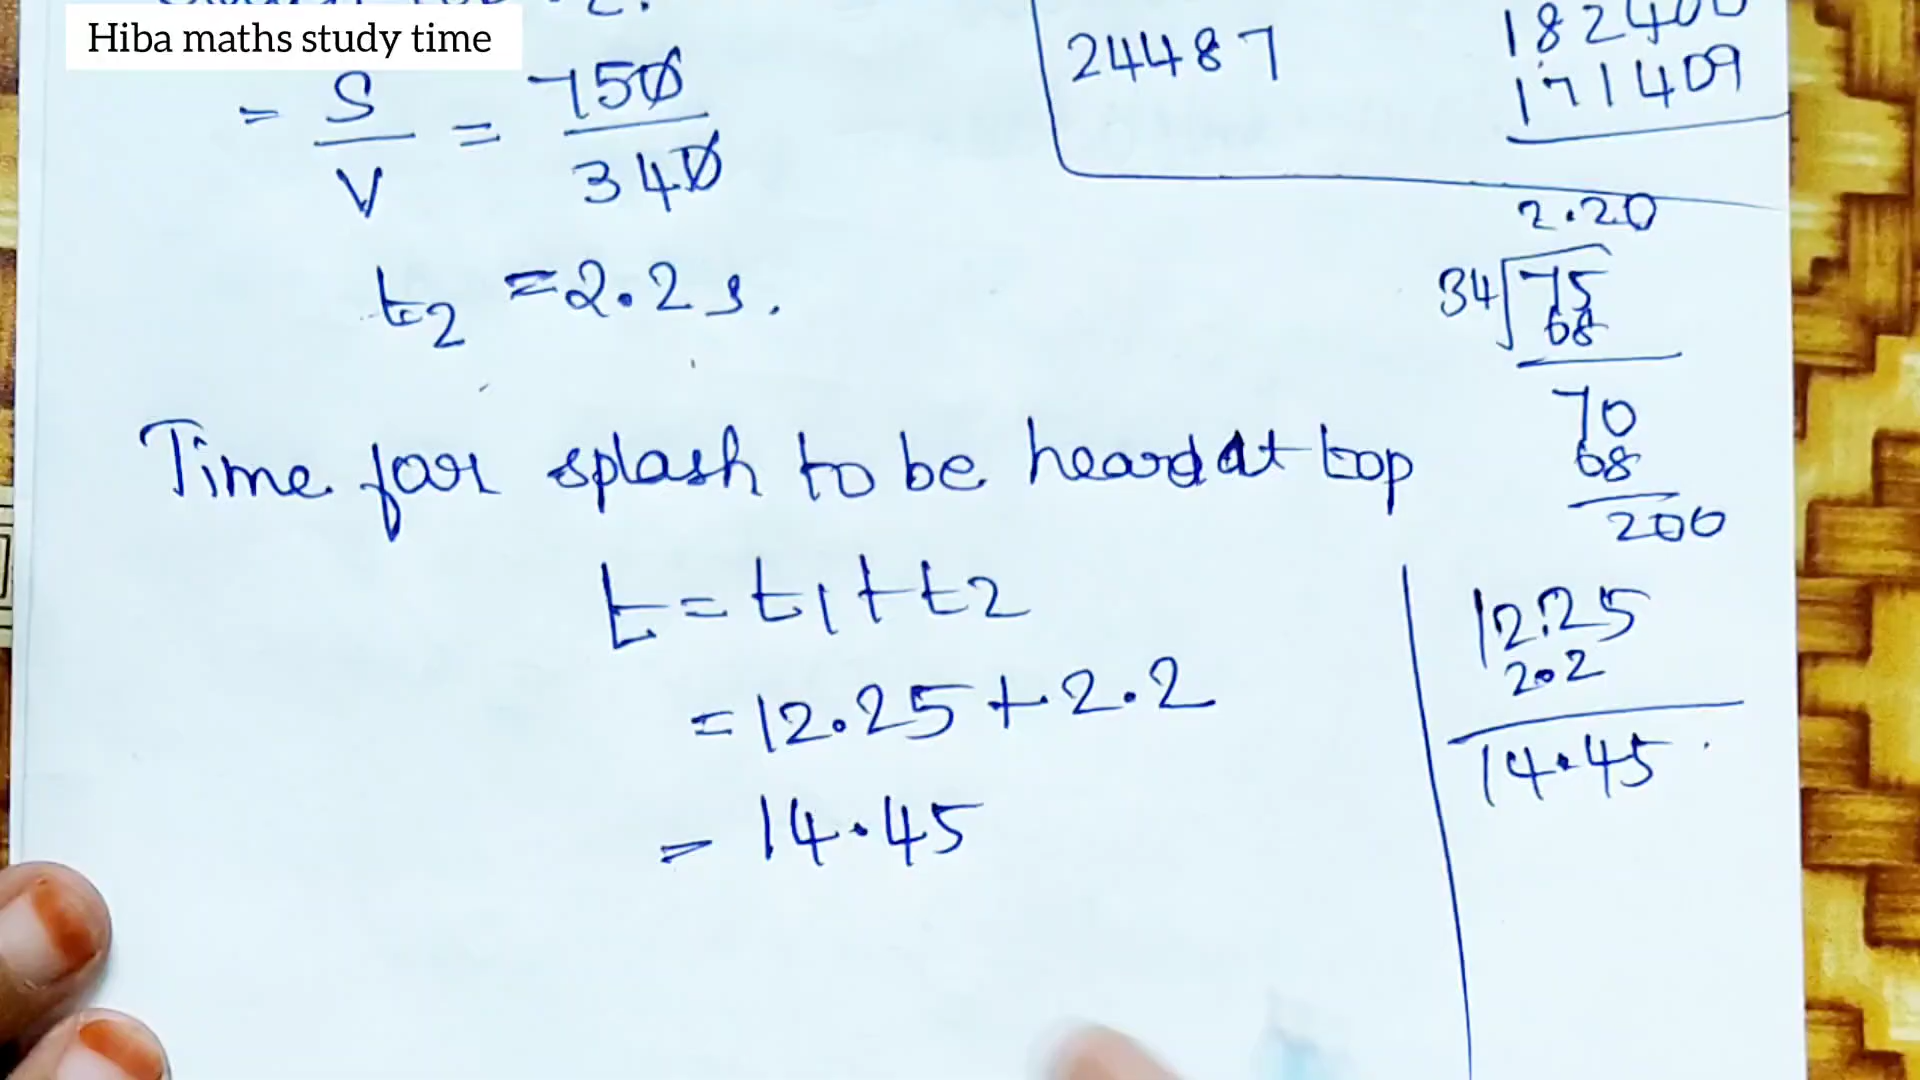 Hiba maths study time
= S/V = 750/340
t2 = 2.2 s.
Time for splash to be heard at top
t = t1 + t2
= 12.25 + 2.2
= 14.45
24487
182400
171409
2.20
34 75
68
70
68
200
12.25
2.2
14.45